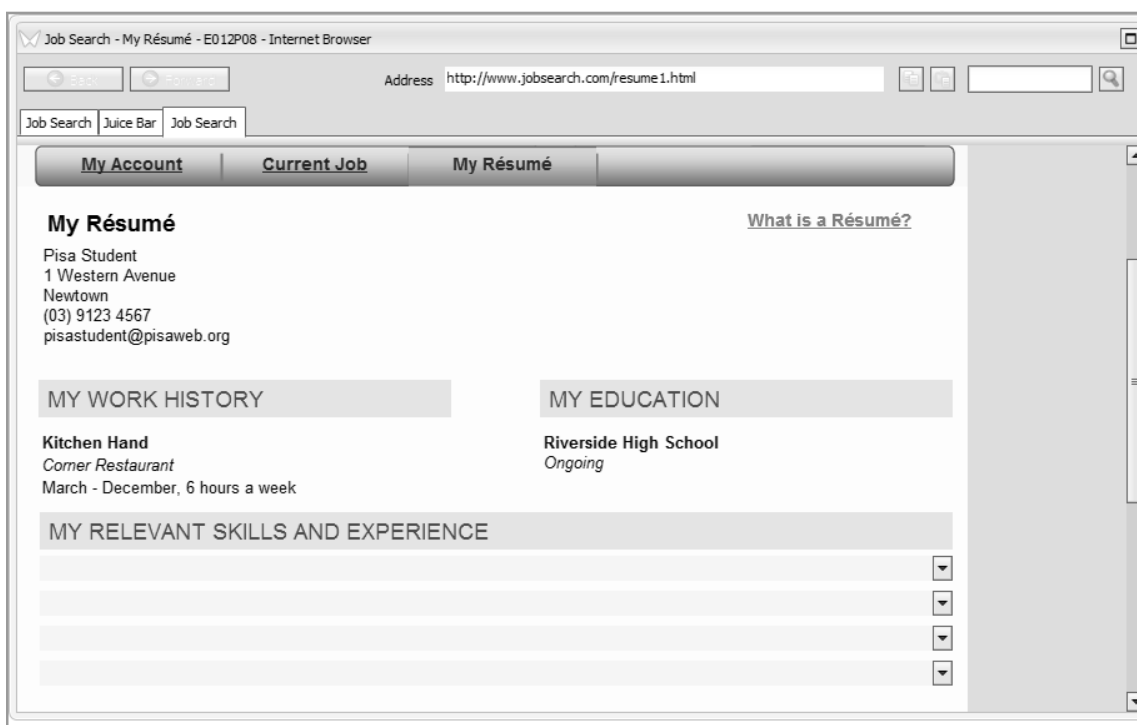 Job Search - My Résumé - E012P08 - Internet Browser
Back Forward Address http://www.jobsearch.com/resume1.html
Job Search Juice Bar Job Search
My Account Current Job My Résumé
My Résumé What is a Résumé?
Pisa Student
1 Western Avenue
Newtown
(03) 9123 4567
pisastudent@pisaweb.org
MY WORK HISTORY
Kitchen Hand
Corner Restaurant
March - December, 6 hours a week
MY EDUCATION
Riverside High School
Ongoing
MY RELEVANT SKILLS AND EXPERIENCE